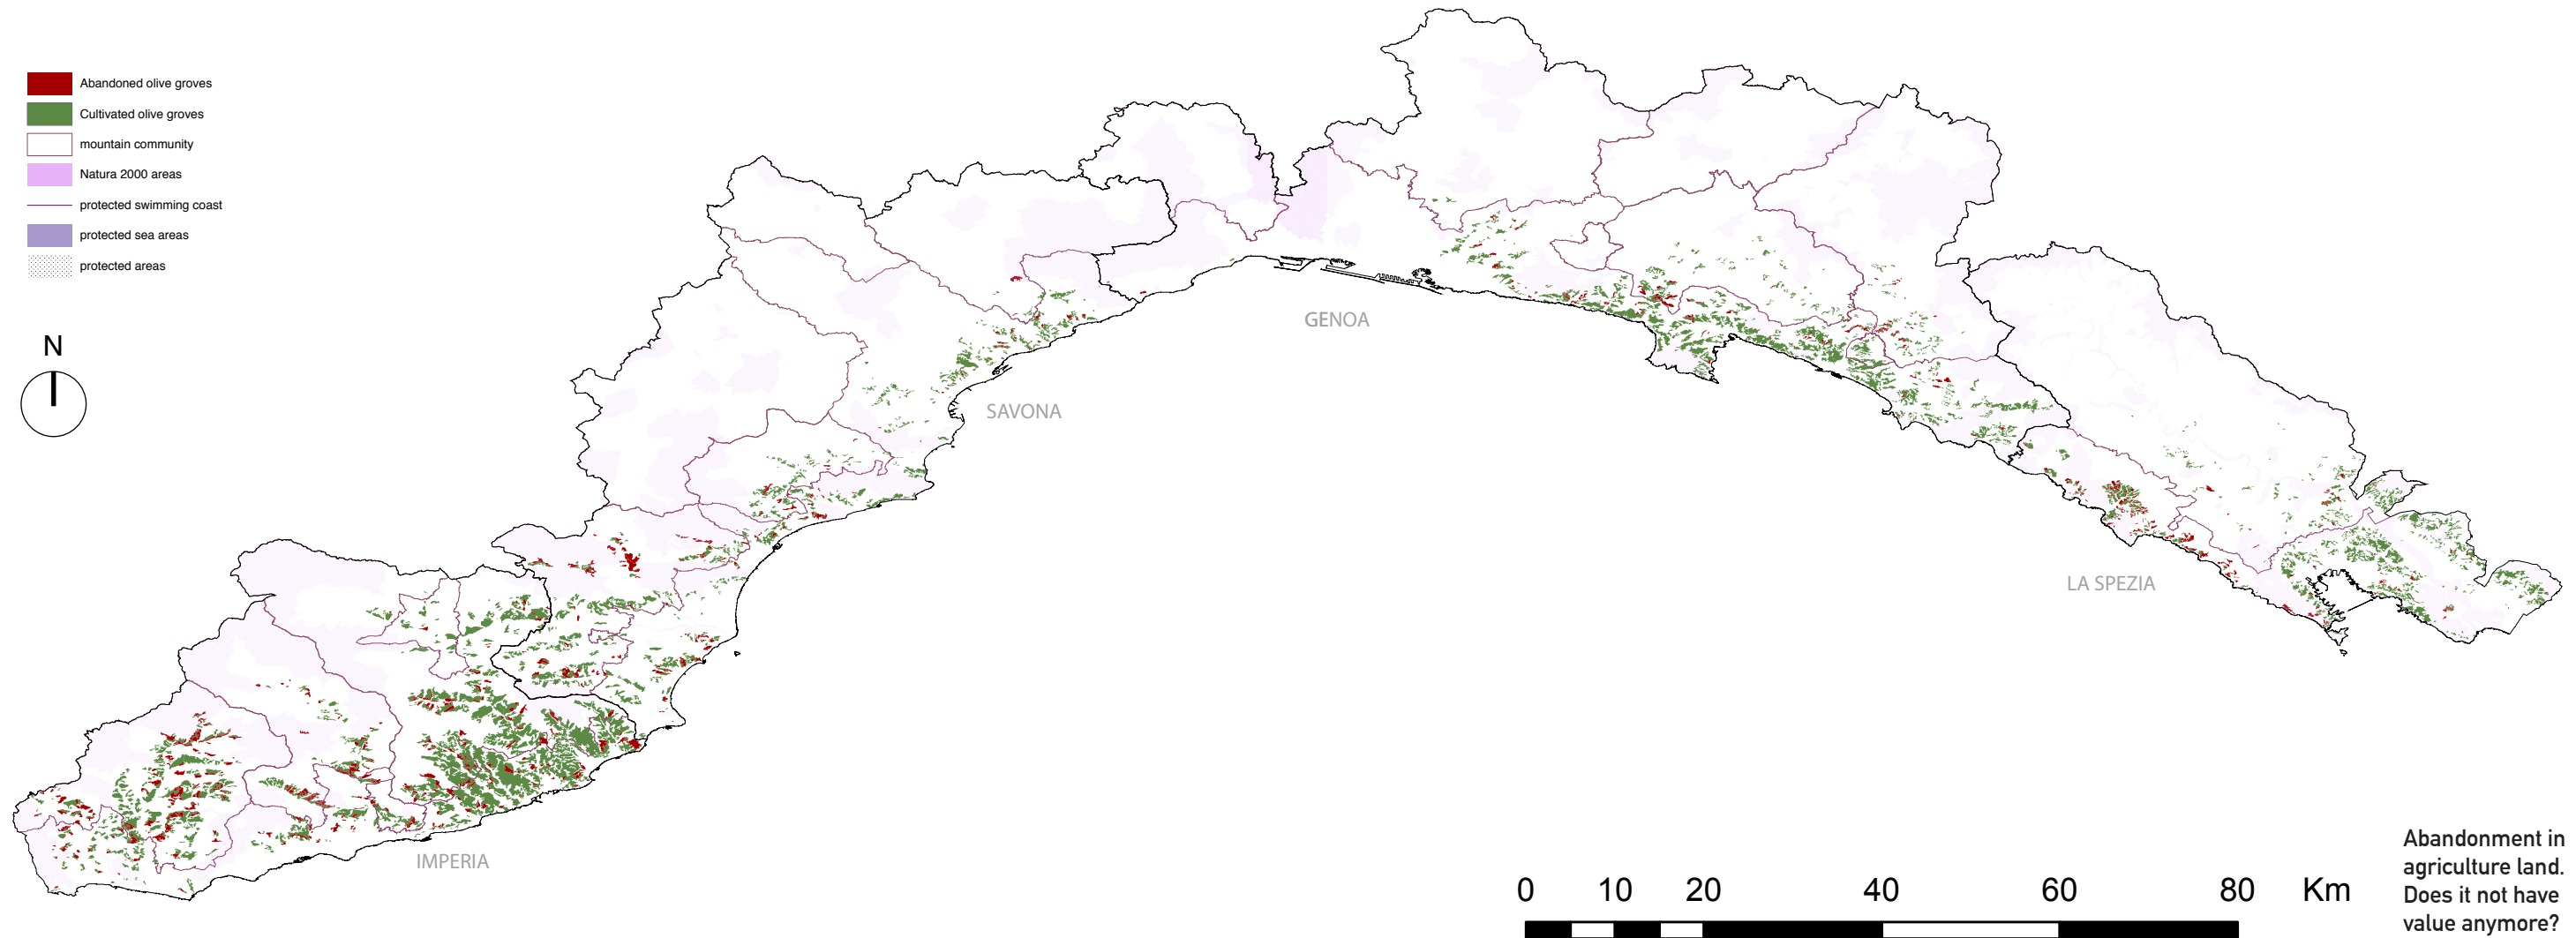 Abandoned olive groves
Cultivated olive groves
mountain community
Natura 2000 areas
protected swimming coast
protected sea areas
protected areas
N
GENOA
SAVONA
LA SPEZIA
IMPERIA
0 10 20 40 60 80 Km
Abandonment in
agriculture land.
Does it not have
value anymore?